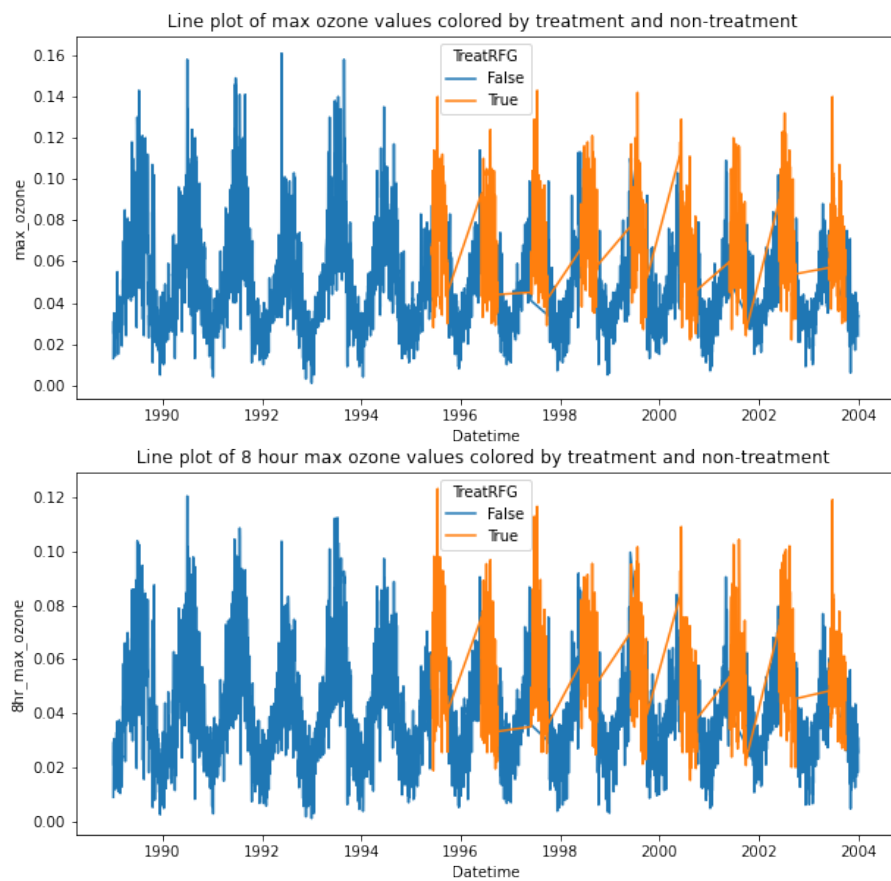 Line plot of max ozone values colored by treatment and non-treatment
TreatRFG
False
True
max_ozone
0.16
0.14
0.12
0.10
0.08
0.06
0.04
0.02
0.00
1990 1992 1994 1996 1998 2000 2002 2004
Datetime
Line plot of 8 hour max ozone values colored by treatment and non-treatment
TreatRFG
False
True
8hr_max_ozone
0.12
0.10
0.08
0.06
0.04
0.02
0.00
1990 1992 1994 1996 1998 2000 2002 2004
Datetime